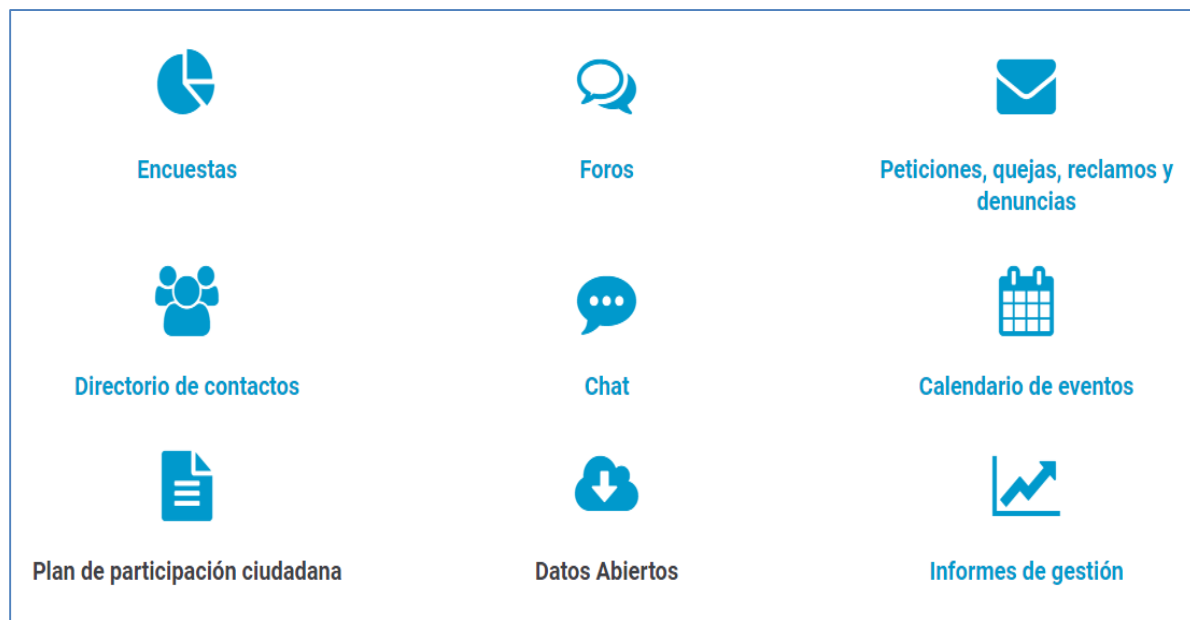 Encuestas
Foros
Peticiones, quejas, reclamos y
denuncias
Directorio de contactos
Chat
Calendario de eventos
Plan de participación ciudadana
Datos Abiertos
Informes de gestión